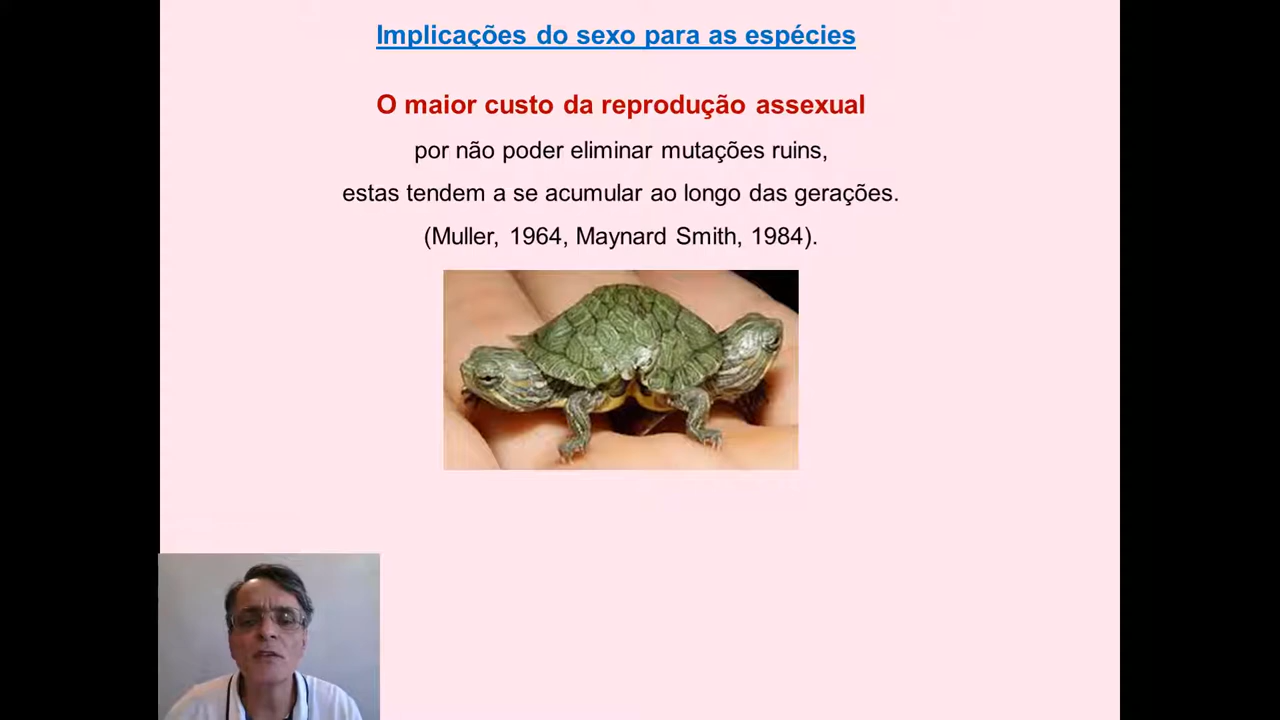 Implicações do sexo para as espécies
O maior custo da reprodução assexual
por não poder eliminar mutações ruins,
estas tendem a se acumular ao longo das gerações.
(Muller, 1964, Maynard Smith, 1984).